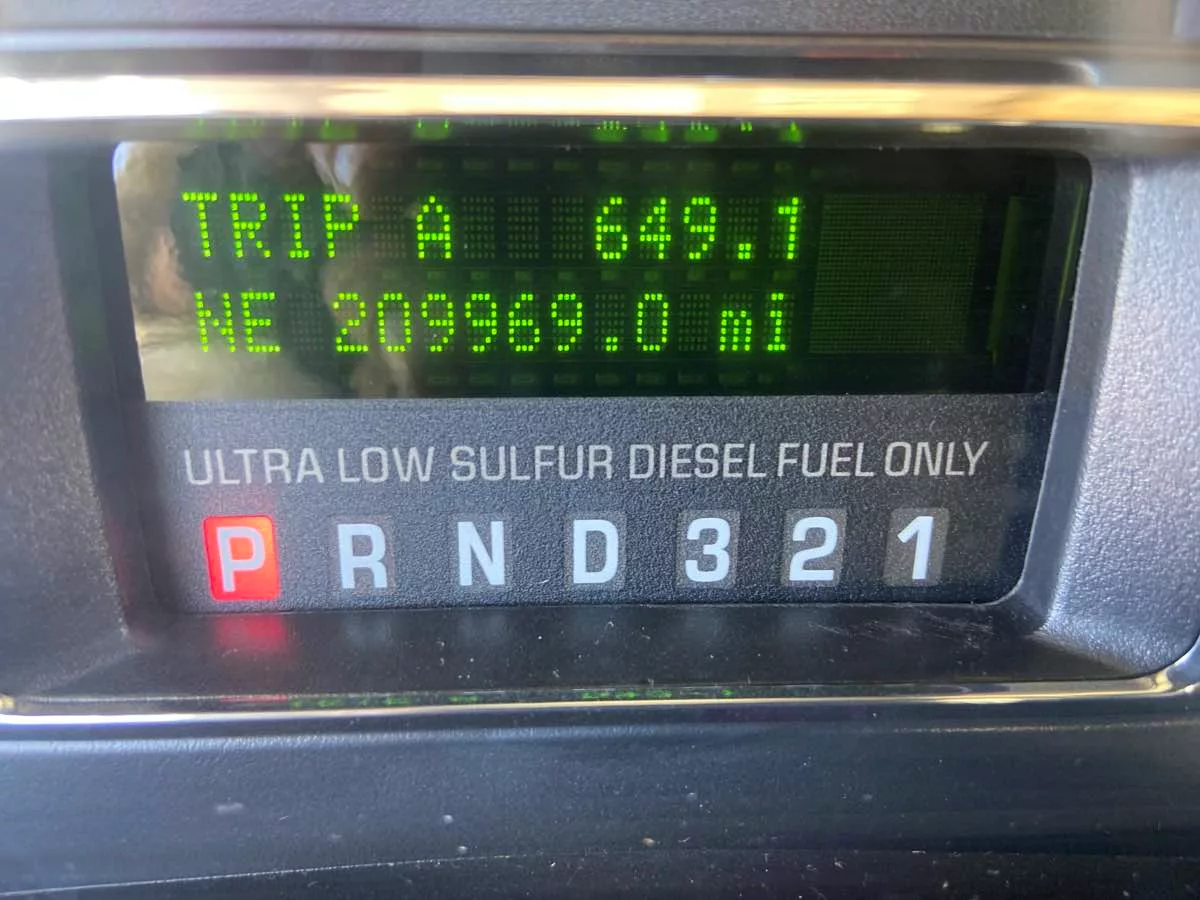 TRIP A 649.1
NE 209969.0 mi
ULTRA LOW SULFUR DIESEL FUEL ONLY
P R N D 3 2 1